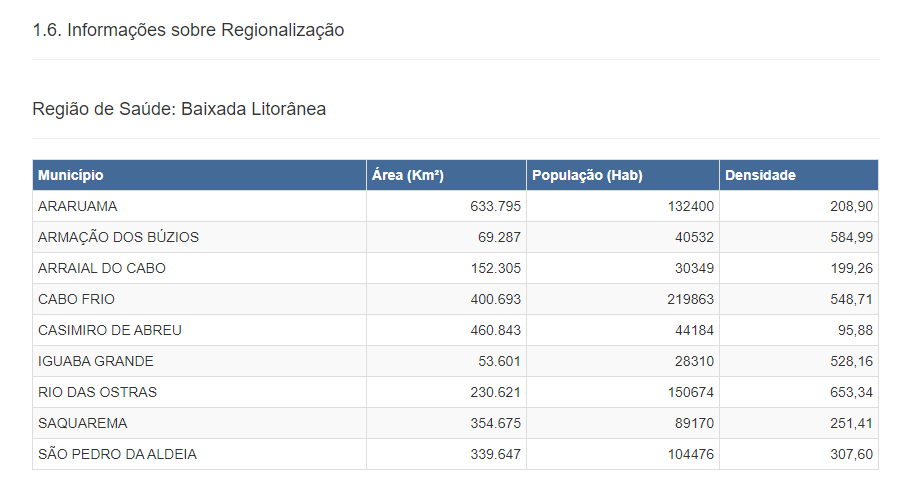 1.6. Informações sobre Regionalização
Região de Saúde: Baixada Litorânea
Município Área (Km²) População (Hab) Densidade
ARARUAMA 633.795 132400 208,90
ARMAÇÃO DOS BÚZIOS 69.287 40532 584,99
ARRAIAL DO CABO 152.305 30349 199,26
CABO FRIO 400.693 219863 548,71
CASIMIRO DE ABREU 460.843 44184 95,88
IGUABA GRANDE 53.601 28310 528,16
RIO DAS OSTRAS 230.621 150674 653,34
SAQUAREMA 354.675 89170 251,41
SÃO PEDRO DA ALDEIA 339.647 104476 307,60